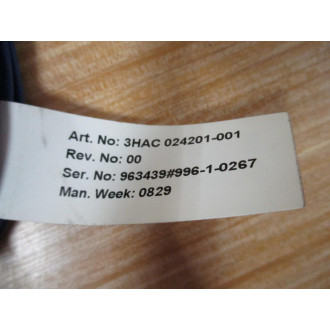 Art. No: 3HAC 024201-001
Rev. No: 00
Ser. No: 963439#996-1-0267
Man. Week: 0829